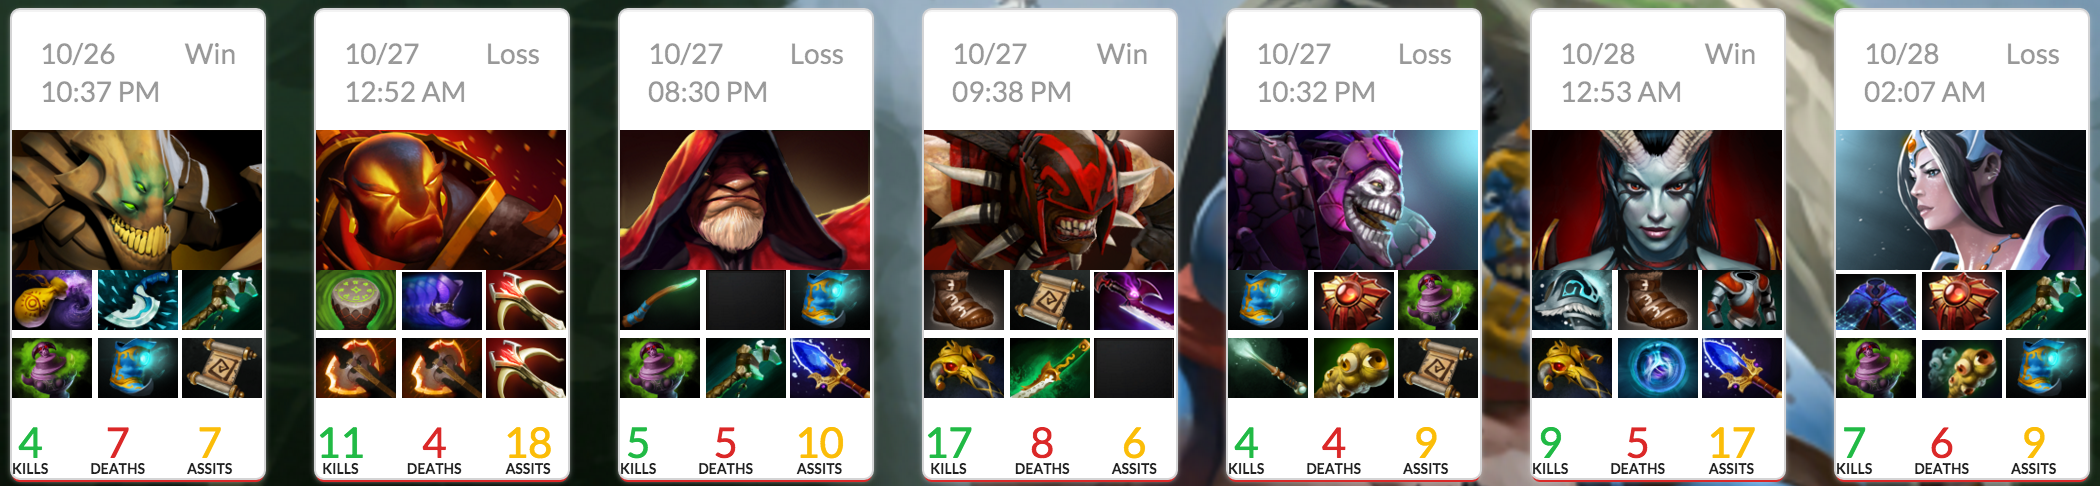 10/26 Win
10:37 PM
4 7 7
KILLS DEATHS ASSITS
10/27 Loss
12:52 AM
11 4 18
KILLS DEATHS ASSITS
10/27 Loss
08:30 PM
5 5 10
KILLS DEATHS ASSITS
10/27 Win
09:38 PM
17 8 6
KILLS DEATHS ASSITS
10/27 Loss
10:32 PM
4 4 9
KILLS DEATHS ASSITS
10/28 Win
12:53 AM
9 5 17
KILLS DEATHS ASSITS
10/28 Loss
02:07 AM
7 6 9
KILLS DEATHS ASSITS